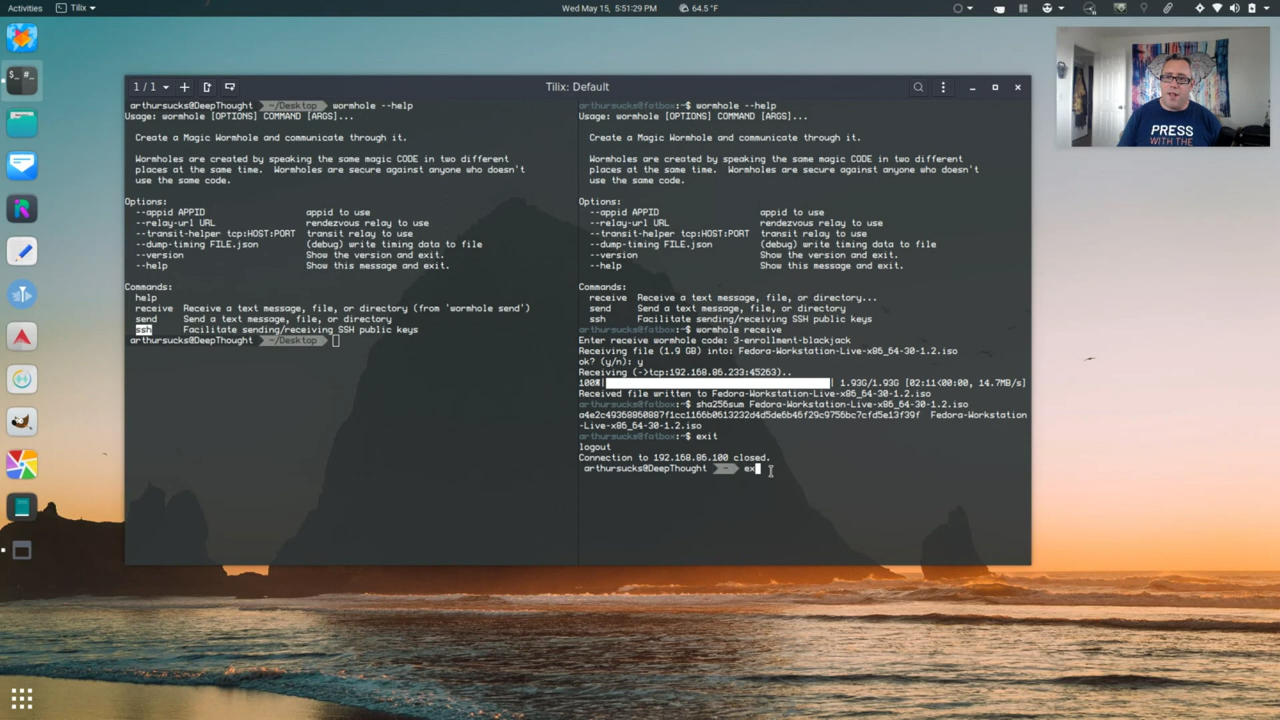 Activities Tilix Wed May 15, 5:51:29 PM 64.5 °F
1 / 1 Tilix: Default
arthursucks@DeepThought ~/Desktop wormhole --help
Usage: wormhole [OPTIONS] COMMAND [ARGS]...
Create a Magic Wormhole and communicate through it.
Wormholes are created by speaking the same magic CODE in two different
places at the same time. Wormholes are secure against anyone who doesn't
use the same code.
Options:
--appid APPID appid to use
--relay-url URL rendezvous relay to use
--transit-helper tcp:HOST:PORT transit relay to use
--dump-timing FILE.json (debug) write timing data to file
--version Show the version and exit.
--help Show this message and exit.
Commands:
help
receive Receive a text message, file, or directory (from 'wormhole send')
send Send a text message, file, or directory
ssh Facilitate sending/receiving SSH public keys
arthursucks@DeepThought ~/Desktop
arthursucks@fatbox:~$ wormhole --help
Usage: wormhole [OPTIONS] COMMAND [ARGS]...
Create a Magic Wormhole and communicate through it.
Wormholes are created by speaking the same magic CODE in two different
places at the same time. Wormholes are secure against anyone who doesn't
use the same code.
Options:
--appid APPID appid to use
--relay-url URL rendezvous relay to use
--transit-helper tcp:HOST:PORT transit relay to use
--dump-timing FILE.json (debug) write timing data to file
--version Show the version and exit.
--help Show this message and exit.
Commands:
receive Receive a text message, file, or directory...
send Send a text message, file, or directory
ssh Facilitate sending/receiving SSH public keys
arthursucks@fatbox:~$ wormhole receive
Enter receive wormhole code: 3-enrollment-blackjack
Receiving file (1.9 GB) into: Fedora-Workstation-Live-x86_64-30-1.2.iso
ok? (y/n): y
Receiving (->tcp:192.168.86.233:45263)..
100%| | 1.93G/1.93G [02:11<00:00, 14.7MB/s]
Received file written to Fedora-Workstation-Live-x86_64-30-1.2.iso
arthursucks@fatbox:~$ sha256sum Fedora-Workstation-Live-x86_64-30-1.2.iso
a4e2c49368860887f1cc1166b0613232d4d5de6b46f29c9756bc7cfd5e13f39f Fedora-Workstation
-Live-x86_64-30-1.2.iso
arthursucks@fatbox:~$ exit
logout
Connection to 192.168.86.100 closed.
arthursucks@DeepThought ~ ex
PRESS
WITH THE